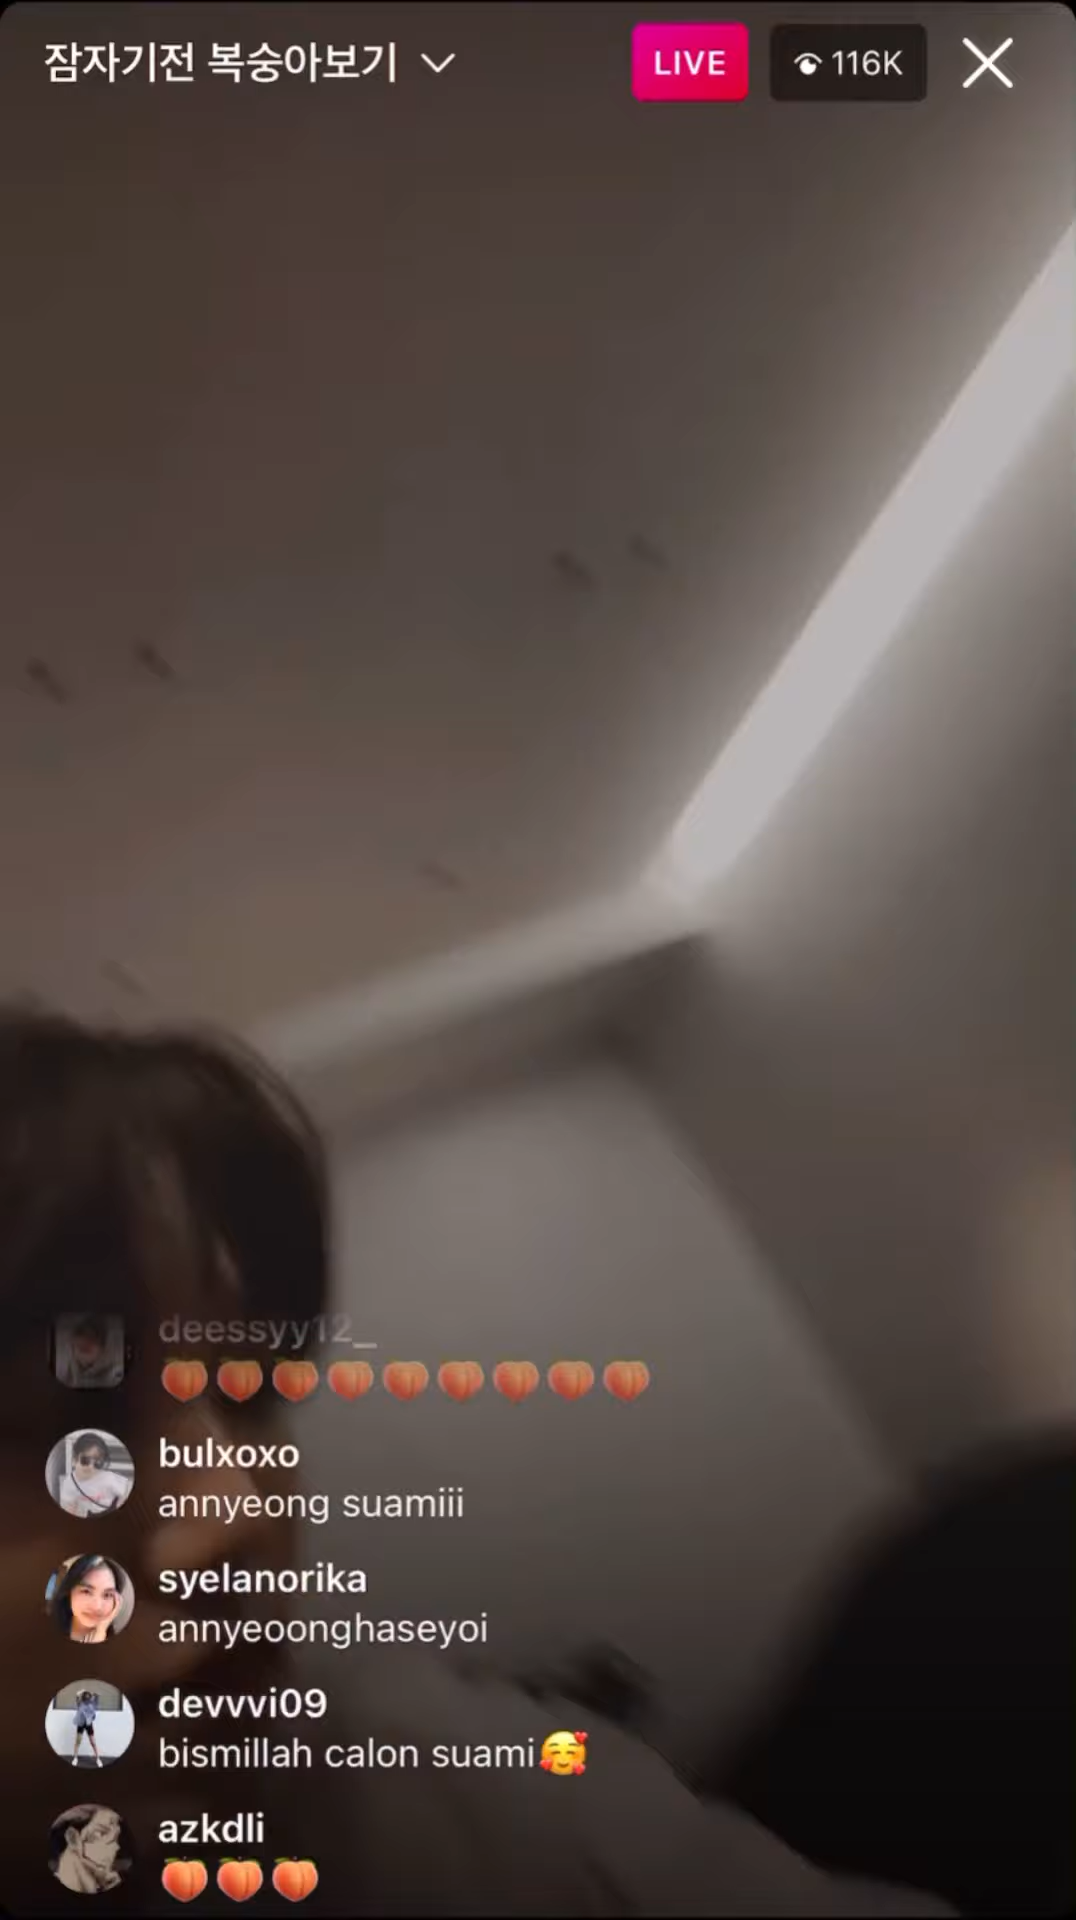 잠자기전 복숭아보기
LIVE
116K
deessyy12_
🍑🍑🍑🍑🍑🍑🍑🍑🍑
bulxoxo
annyeong suamiii
syelanorika
annyeoonghaseyoi
devvvi09
bismillah calon suami🥰
azkdli
🍑🍑🍑